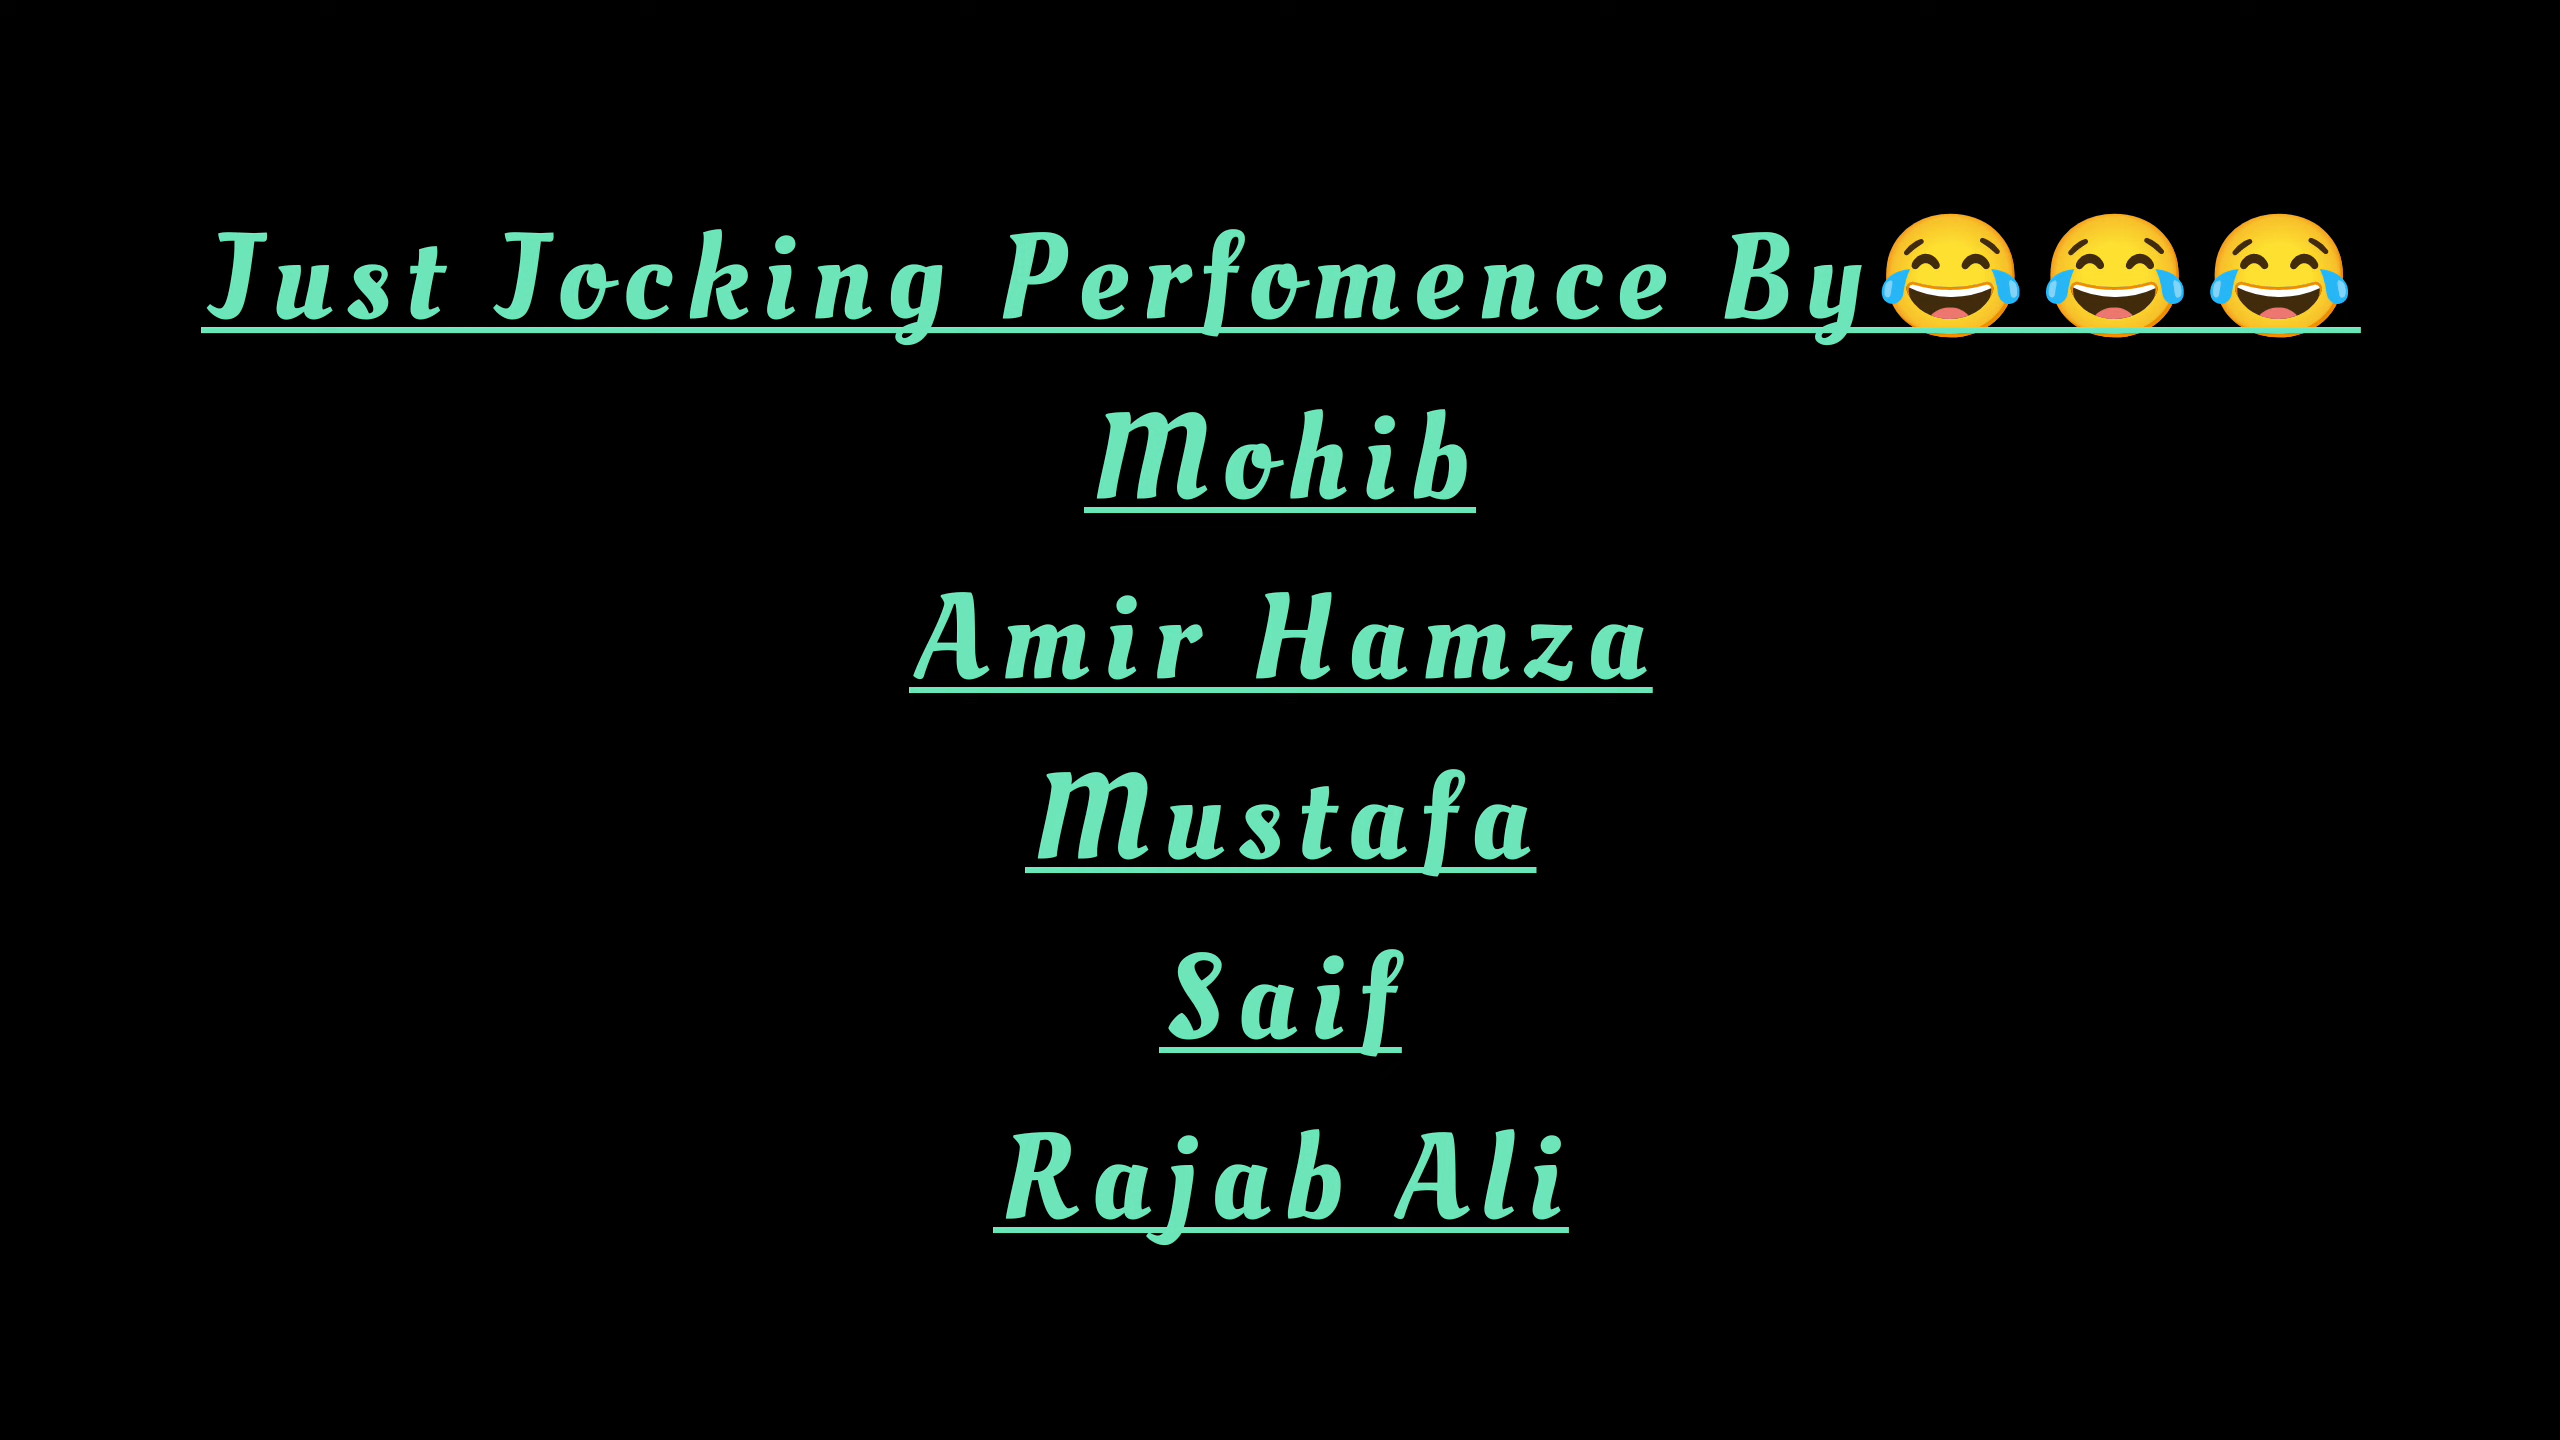 Just Jocking Perfomence By😂😂😂
Mohib
Amir Hamza
Mustafa
Saif
Rajab Ali